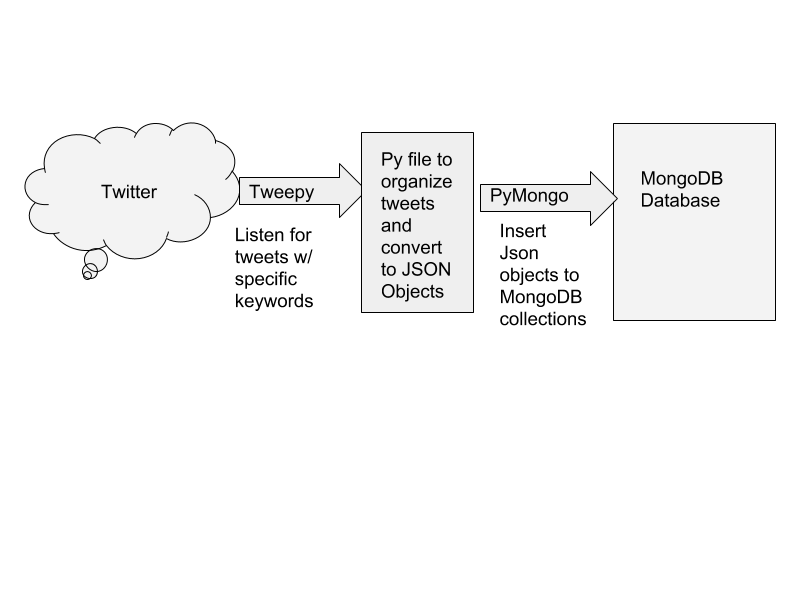 Twitter
Tweepy
Listen for
tweets w/
specific
keywords
Py file to
organize
tweets
and
convert
to JSON
Objects
PyMongo
Insert
Json
objects to
MongoDB
collections
MongoDB
Database